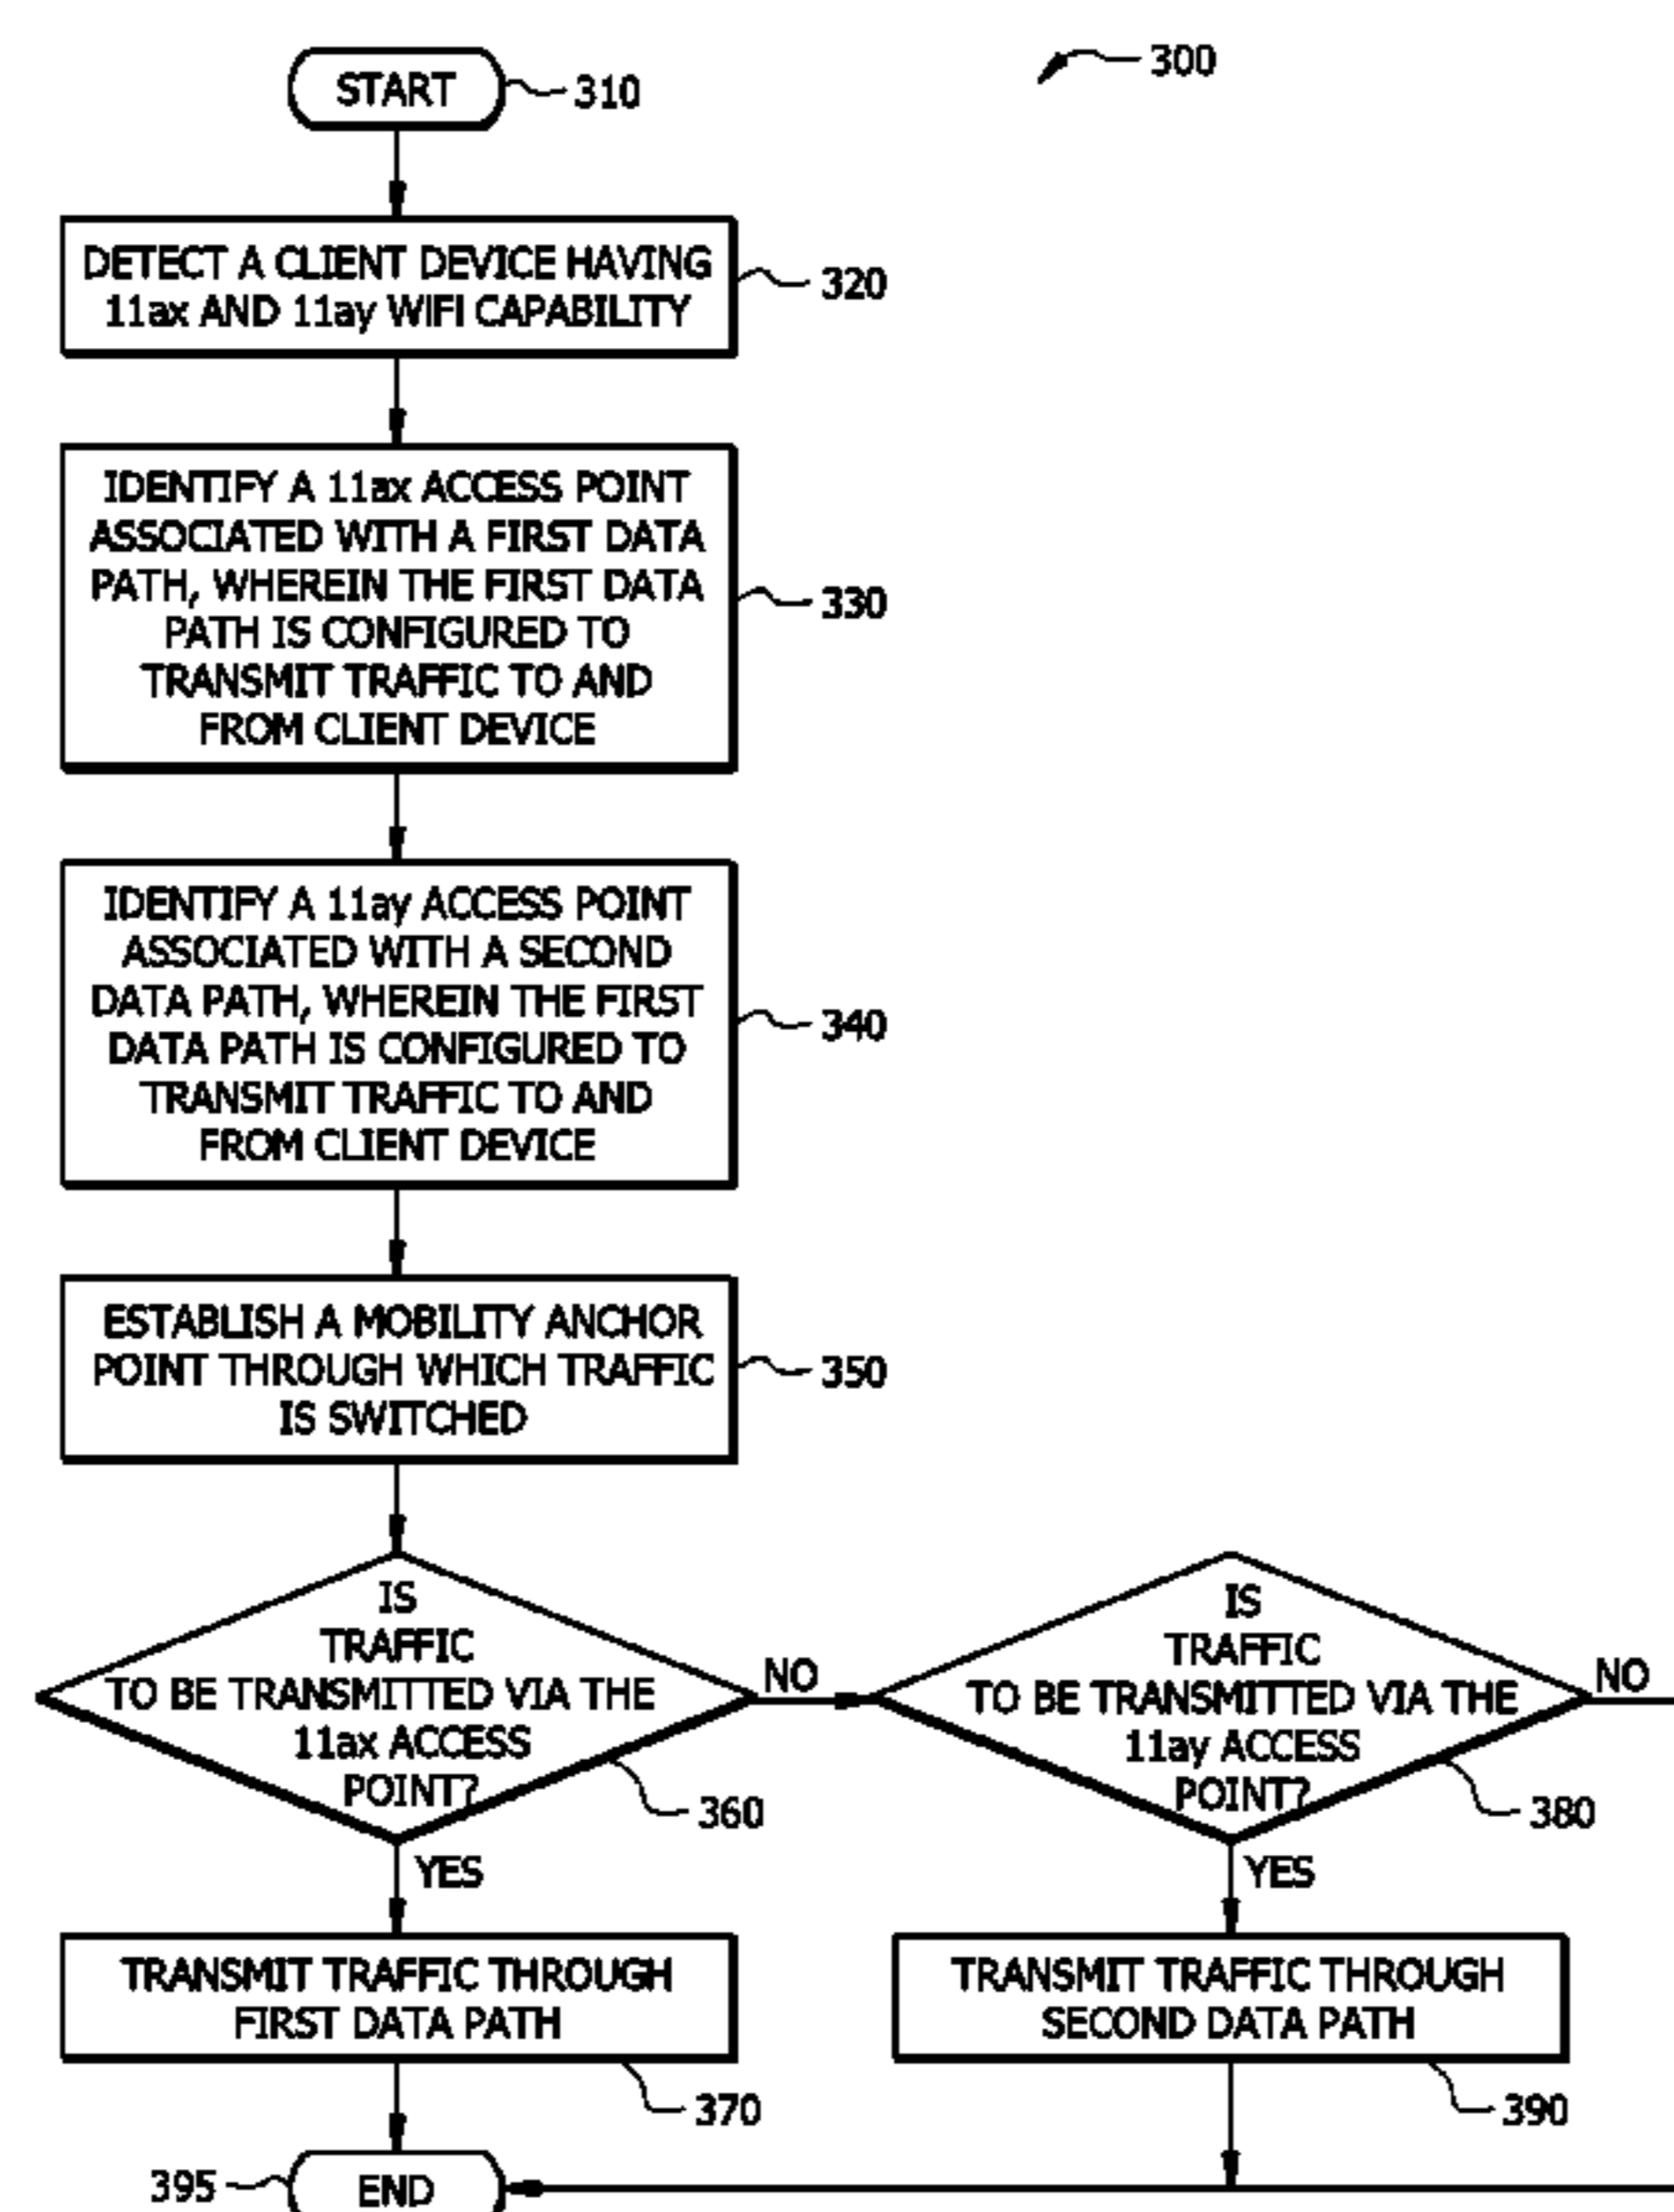 300
START
310
DETECT A CLIENT DEVICE HAVING
11ax AND 11ay WIFI CAPABILITY
320
IDENTIFY A 11ax ACCESS POINT
ASSOCIATED WITH A FIRST DATA
PATH, WHEREIN THE FIRST DATA
PATH IS CONFIGURED TO
TRANSMIT TRAFFIC TO AND
FROM CLIENT DEVICE
330
IDENTIFY A 11ay ACCESS POINT
ASSOCIATED WITH A SECOND
DATA PATH, WHEREIN THE FIRST
DATA PATH IS CONFIGURED TO
TRANSMIT TRAFFIC TO AND
FROM CLIENT DEVICE
340
ESTABLISH A MOBILITY ANCHOR
POINT THROUGH WHICH TRAFFIC
IS SWITCHED
350
IS
TRAFFIC
TO BE TRANSMITTED VIA THE
11ax ACCESS
POINT?
360
NO
IS
TRAFFIC
TO BE TRANSMITTED VIA THE
11ay ACCESS
POINT?
380
NO
YES
YES
TRANSMIT TRAFFIC THROUGH
FIRST DATA PATH
370
TRANSMIT TRAFFIC THROUGH
SECOND DATA PATH
390
395
END